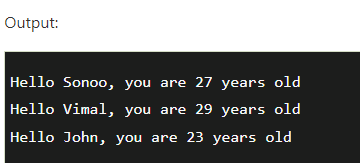 Output:
Hello Sonoo, you are 27 years old
Hello Vimal, you are 29 years old
Hello John, you are 23 years old